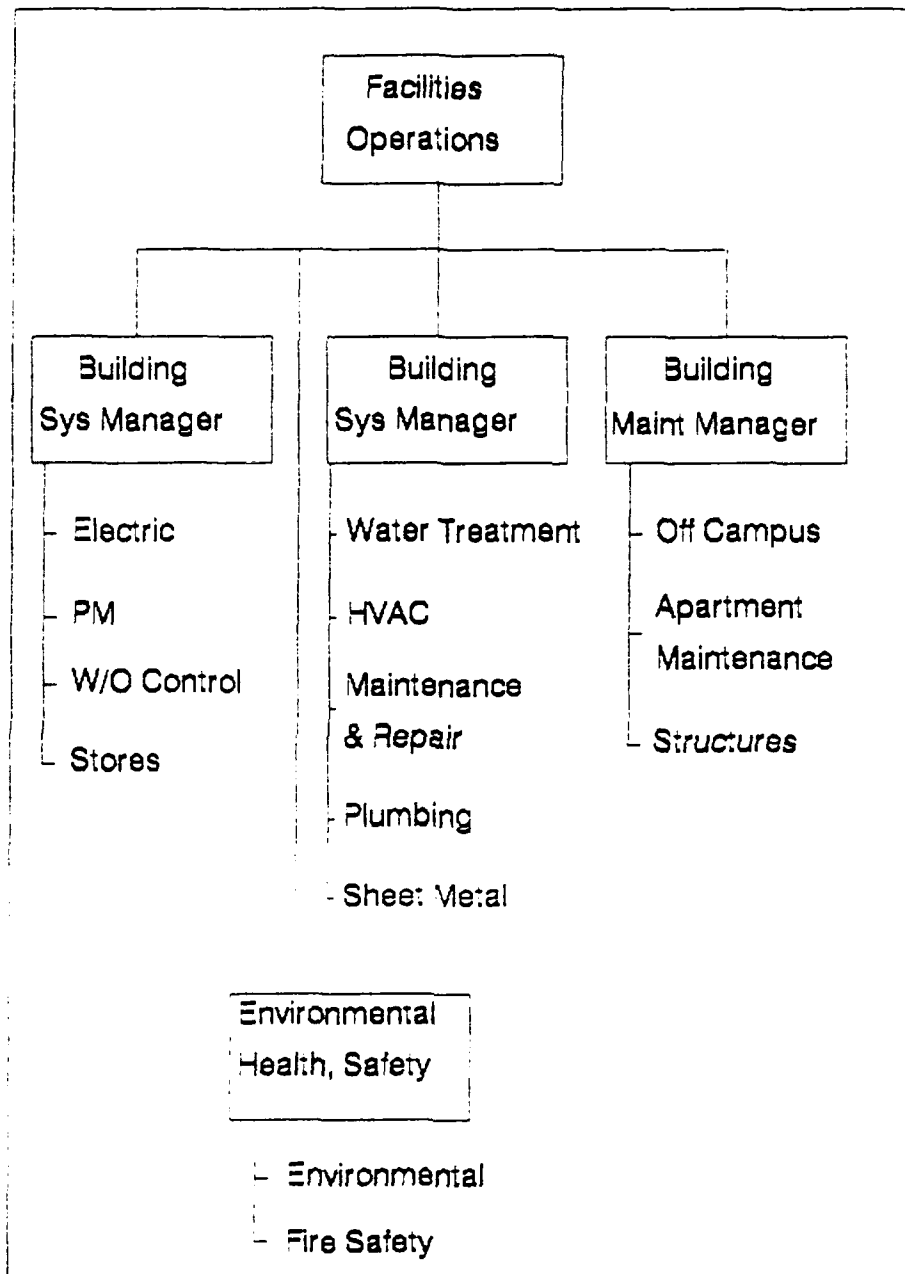 Facilities
Operations
Building
Sys Manager
Electric
PM
W/O Control
Stores
Building
Sys Manager
Water Treatment
HVAC
Maintenance
& Repair
Plumbing
Sheet Metal
Building
Maint Manager
Off Campus
Apartment
Maintenance
Structures
Environmental
Health, Safety
Environmental
Fire Safety